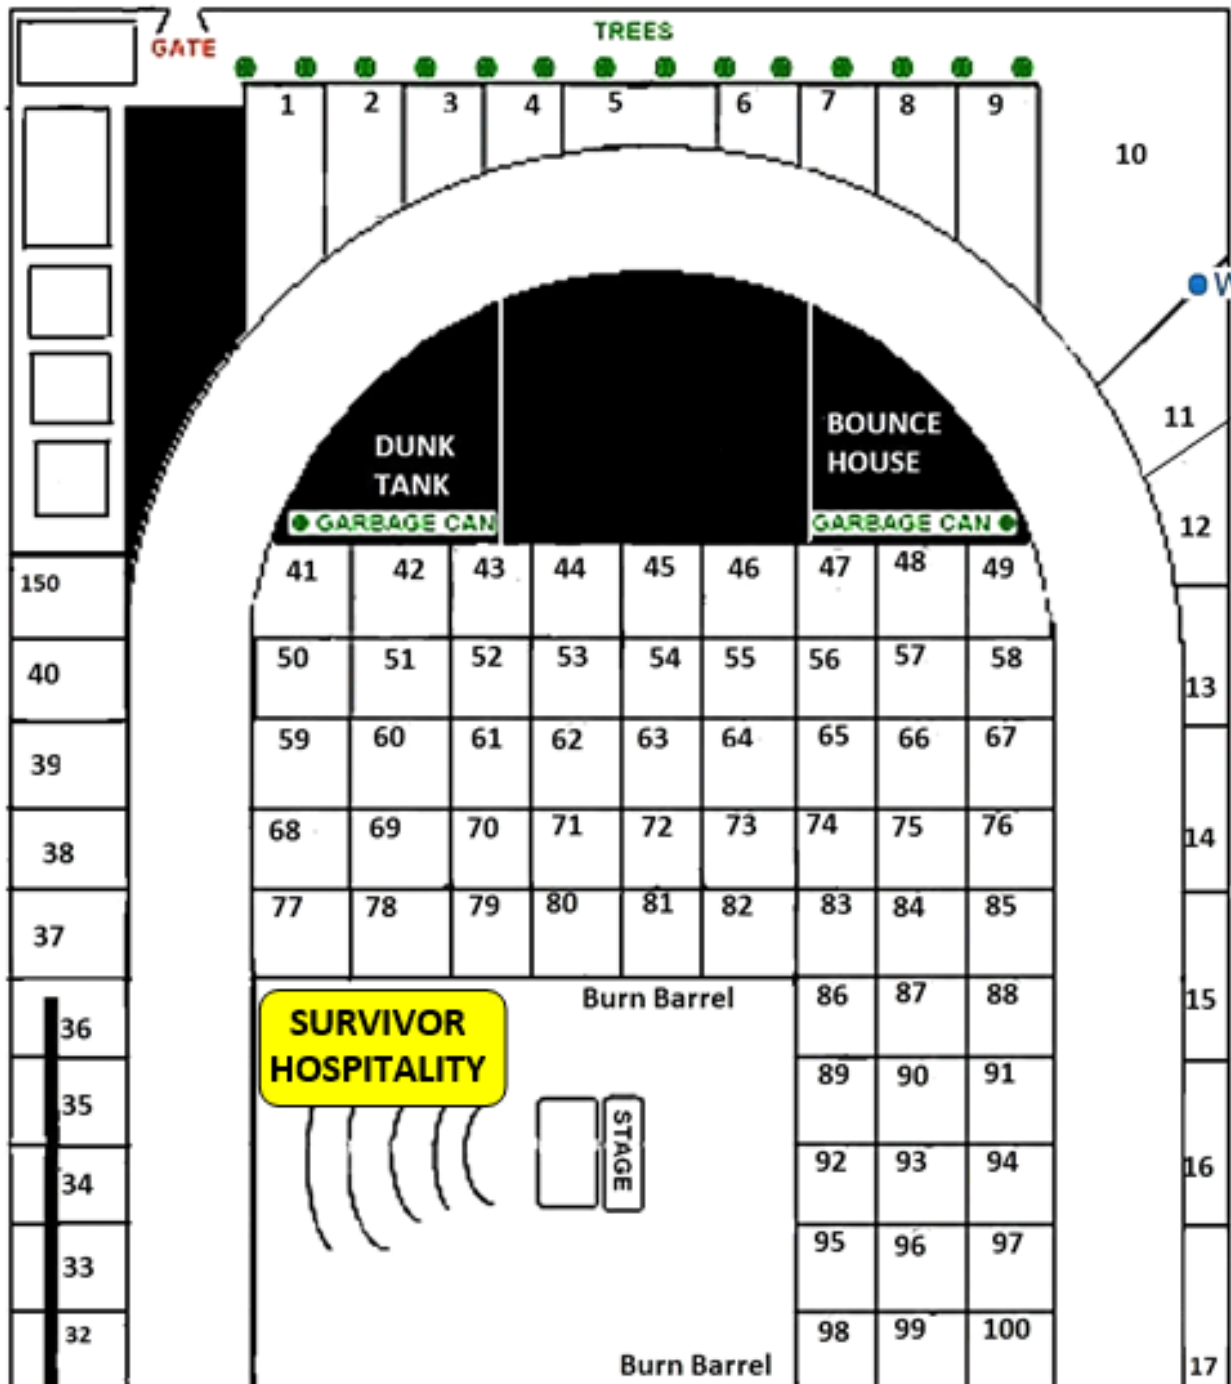 TREES
GATE
1 2 3 4 5 6 7 8 9
10
W
11
DUNK
TANK
BOUNCE
HOUSE
GARBAGE CAN
GARBAGE CAN
12
150 41 42 43 44 45 46 47 48 49
40 50 51 52 53 54 55 56 57 58 13
39 59 60 61 62 63 64 65 66 67
38 68 69 70 71 72 73 74 75 76 14
37 77 78 79 80 81 82 83 84 85
36 SURVIVOR
HOSPITALITY
Burn Barrel 86 87 88 15
35 89 90 91
STAGE
34 92 93 94 16
33 95 96 97
32 98 99 100
Burn Barrel 17